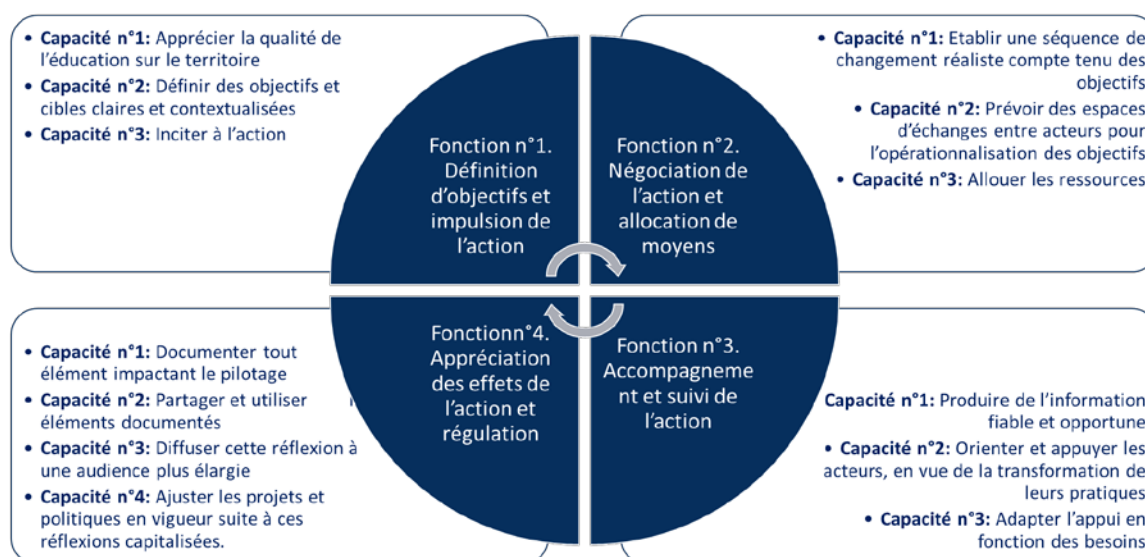 • Capacité n°1: Apprécier la qualité de
l'éducation sur le territoire
• Capacité n°2: Définir des objectifs et
cibles claires et contextualisées
• Capacité n°3: Inciter à l'action
Fonction n°1.
Définition
d'objectifs et
impulsion de
l'action
Fonction n°2.
Négociation de
l'action et
allocation de
moyens
• Capacité n°1: Etablir une séquence de
changement réaliste compte tenu des
objectifs
• Capacité n°2: Prévoir des espaces
d'échanges entre acteurs pour
l'opérationnalisation des objectifs
• Capacité n°3: Allouer les ressources
• Capacité n°1: Documenter tout
élément impactant le pilotage
• Capacité n°2: Partager et utiliser
éléments documentés
• Capacité n°3: Diffuser cette réflexion à
une audience plus élargie
• Capacité n°4: Ajuster les projets et
politiques en vigueur suite à ces
réflexions capitalisées.
Fonctionn°4.
Appréciation
des effets de
l'action et
régulation
Fonction n°3.
Accompagneme
nt et suivi de
l'action
Capacité n°1: Produire de l'information
fiable et opportune
• Capacité n°2: Orienter et appuyer les
acteurs, en vue de la transformation de
leurs pratiques
• Capacité n°3: Adapter l'appui en
fonction des besoins